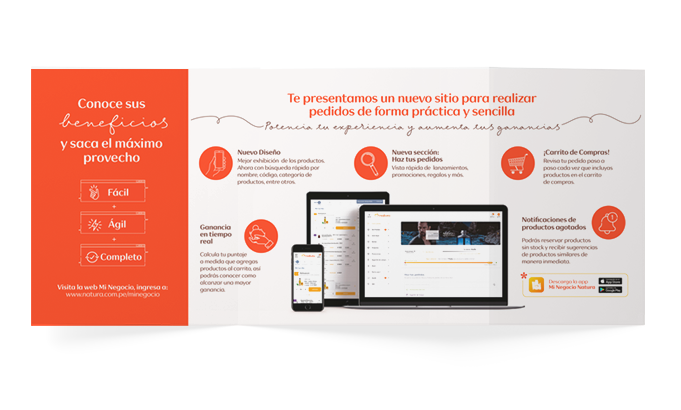 Conoce sus
beneficios
y saca el máximo
provecho
Fácil
+
Ágil
+
Completo
Visita la web Mi Negocio, ingresa a:
www.natura.com.pe/minegocio
Te presentamos un nuevo sitio para realizar
pedidos de forma práctica y sencilla
Potencia tu experiencia y aumenta tus ganancias
Nuevo Diseño
Mejor exhibición de los productos.
Ahora con búsqueda rápida por
nombre, código, categoría de
productos, entre otros.
Nueva sección:
Haz tus pedidos
Visita rápida de lanzamientos,
promociones, regalos y más.
¡Carrito de Compras!
Revisa tu pedido paso a
paso cada vez que incluyas
productos en el carrito
de compras.
Ganancia
en tiempo
real
Calcula tu puntaje
a medida que agregas
productos al carrito, así
podrás conocer como
alcanzar una mayor
ganancia.
Notificaciones de
productos agotados
Podrás reservar productos
sin stock y recibir sugerencias
de productos similares de
manera inmediata.
* Descarga la app
Mi Negocio Natura
App Store
Google Play